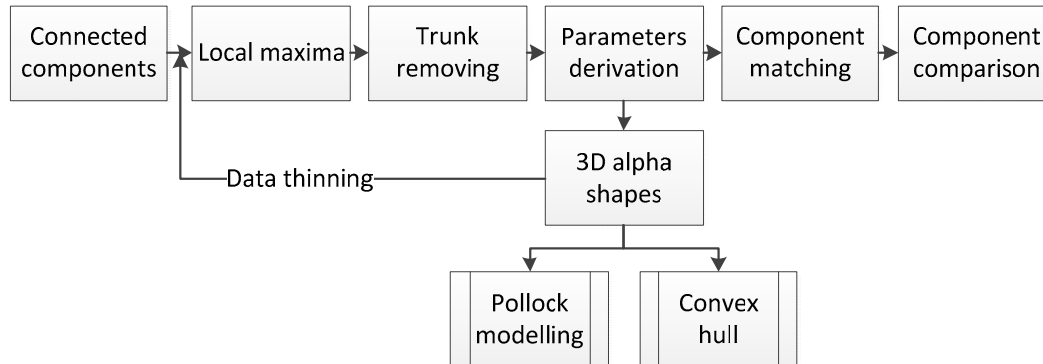 Connected
components
Local maxima
Trunk
removing
Parameters
derivation
Component
matching
Component
comparison
Data thinning
3D alpha
shapes
Pollock
modelling
Convex
hull